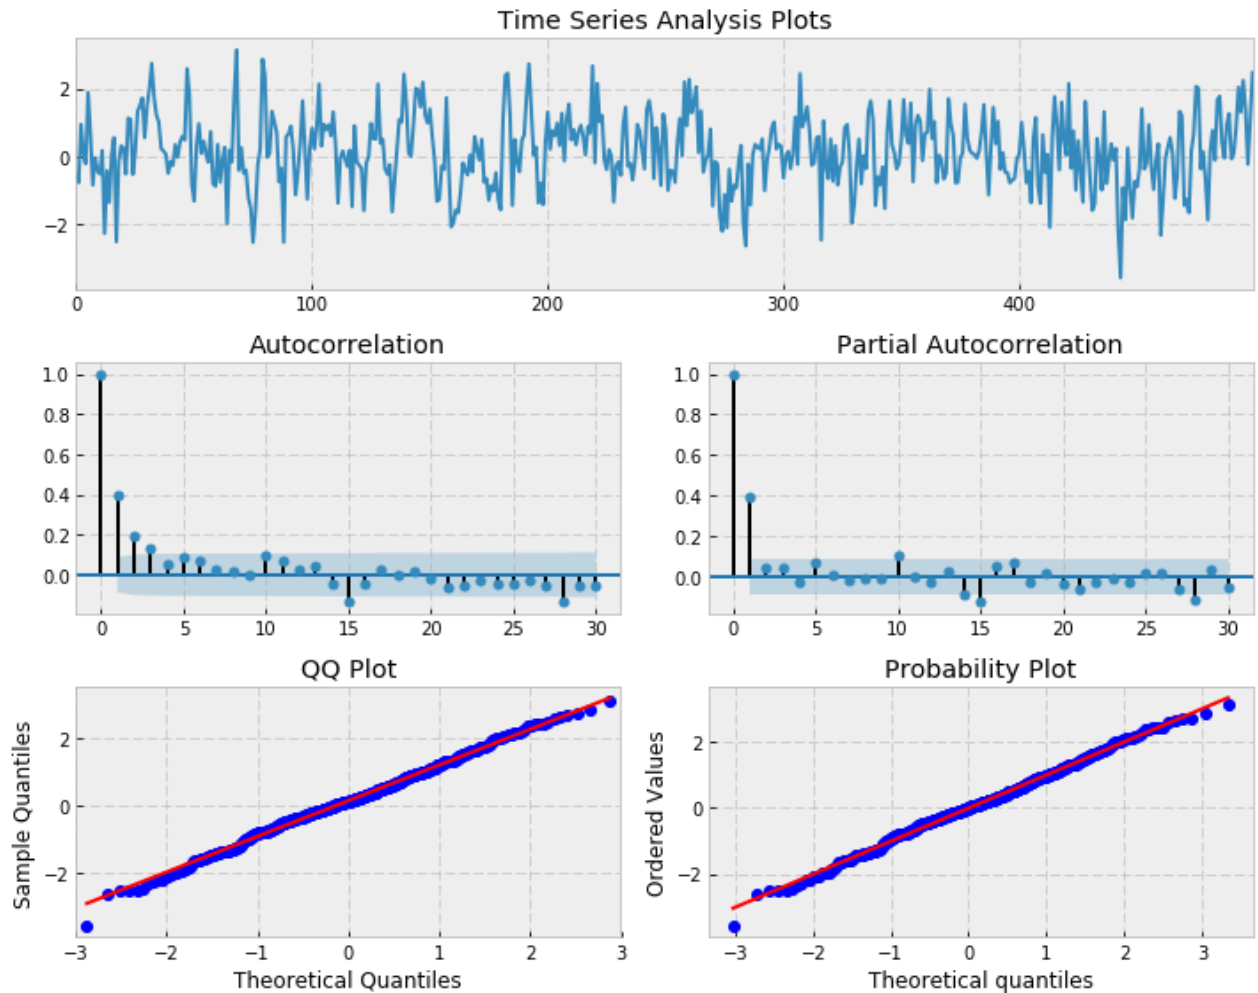 Time Series Analysis Plots
2
0
−2
0 100 200 300 400
Autocorrelation
1.0
0.8
0.6
0.4
0.2
0.0
0 5 10 15 20 25 30
Partial Autocorrelation
1.0
0.8
0.6
0.4
0.2
0.0
0 5 10 15 20 25 30
QQ Plot
Sample Quantiles
2
0
−2
−3 −2 −1 0 1 2 3
Theoretical Quantiles
Probability Plot
Ordered Values
2
0
−2
−3 −2 −1 0 1 2 3
Theoretical quantiles